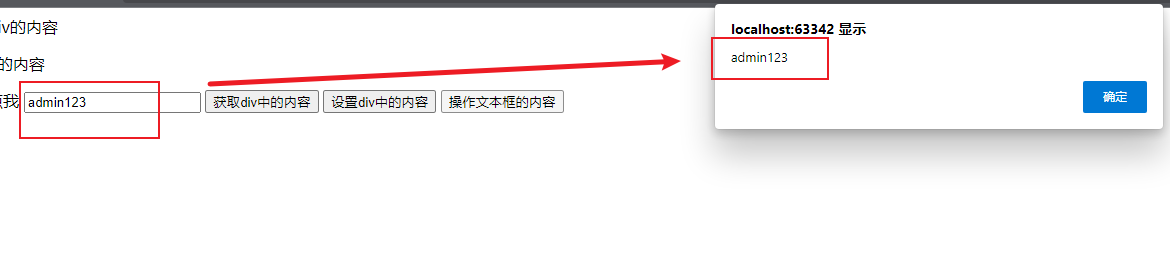 div的内容
的内容
点我 admin123 获取div中的内容 设置div中的内容 操作文本框的内容
localhost:63342 显示
admin123
确定